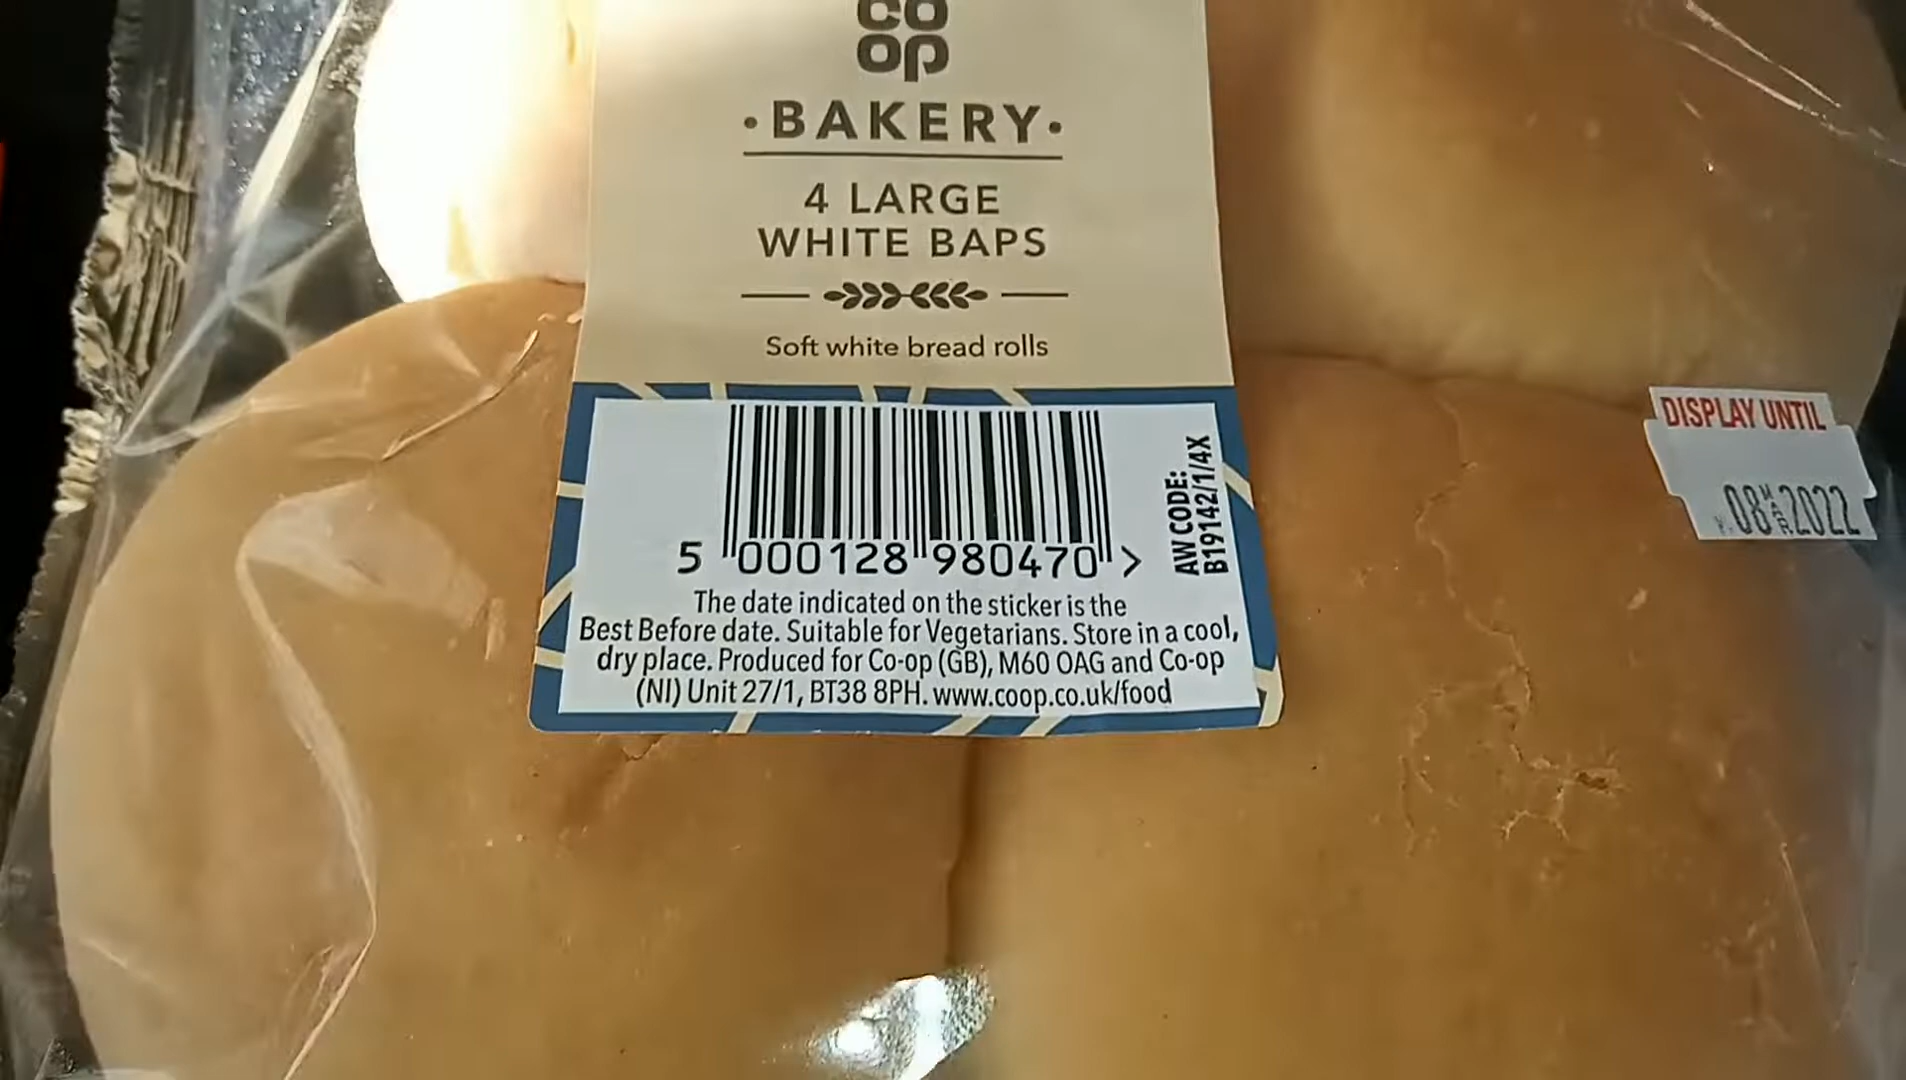 co
op
·BAKERY·
4 LARGE
WHITE BAPS
Soft white bread rolls
5 000128 980470 >
AW CODE:
B19142/1/4X
The date indicated on the sticker is the
Best Before date. Suitable for Vegetarians. Store in a cool,
dry place. Produced for Co-op (GB), M60 0AG and Co-op
(NI) Unit 27/1, BT38 8PH. www.coop.co.uk/food
DISPLAY UNTIL
08 MAR 2022